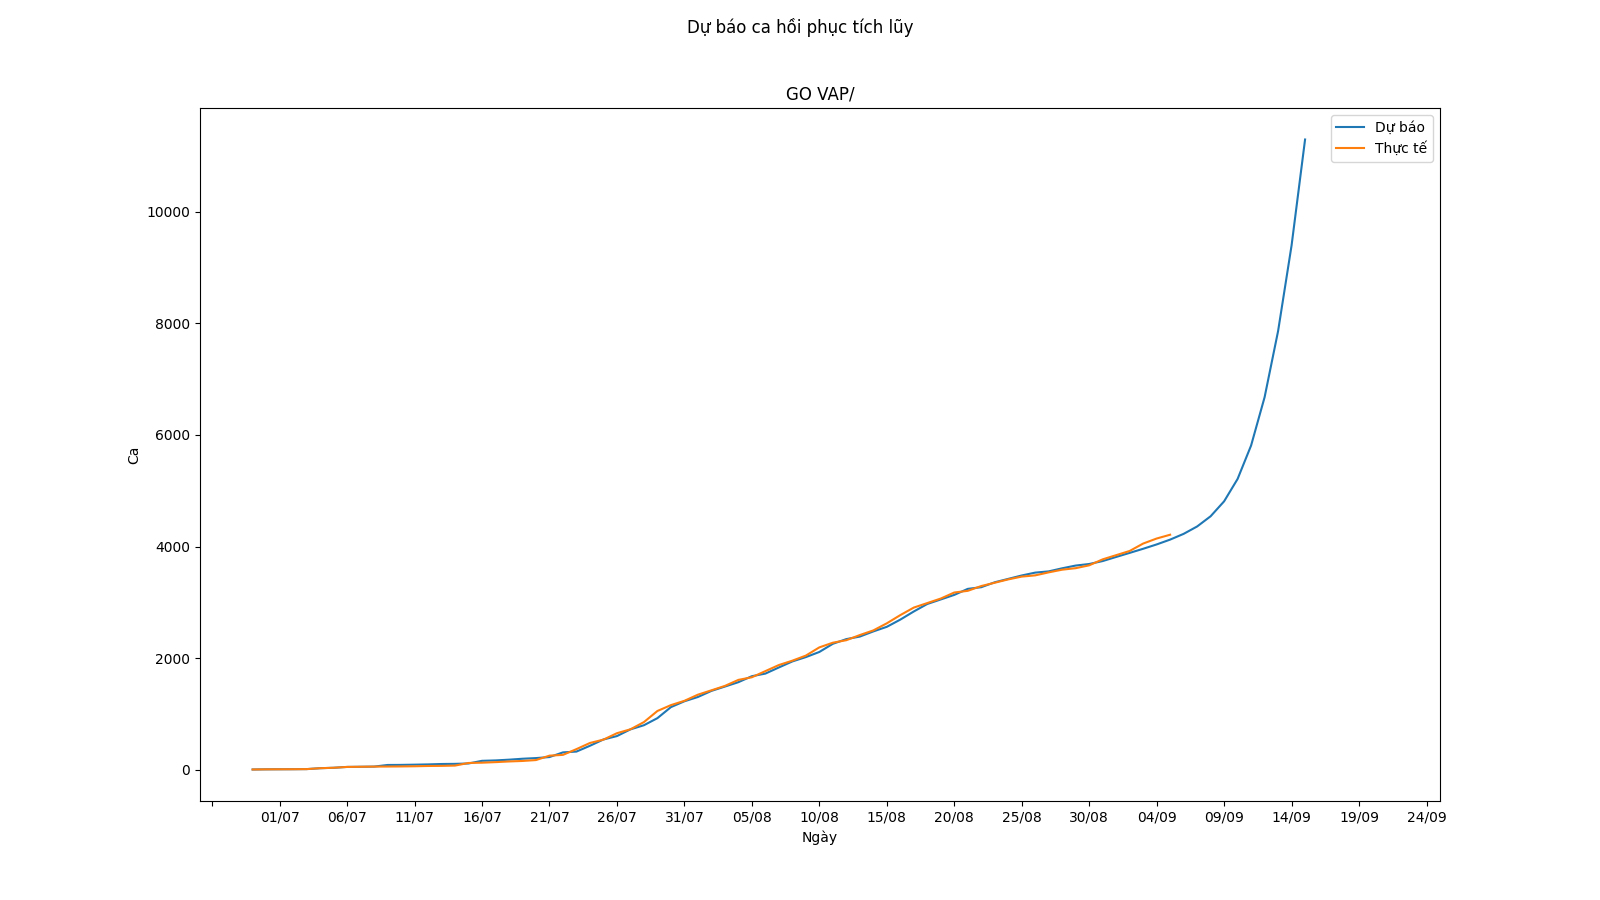 Dự báo ca hồi phục tích lũy
GO VAP/
Dự báo
Thực tế
10000
8000
6000
4000
2000
0
Ca
01/07 06/07 11/07 16/07 21/07 26/07 31/07 05/08 10/08 15/08 20/08 25/08 30/08 04/09 09/09 14/09 19/09 24/09
Ngày